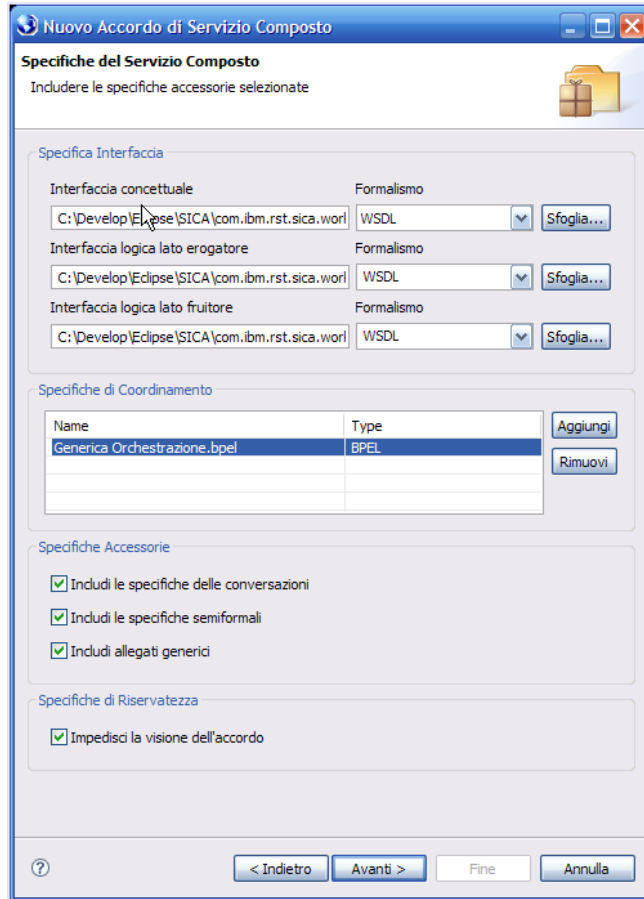 Nuovo Accordo di Servizio Composto
Specifiche del Servizio Composto
Includere le specifiche accessorie selezionate
Specifica Interfaccia
Interfaccia concettuale Formalismo
C:\Develop\Eclipse\SICA\com.ibm.rst.sica.worl WSDL Sfoglia...
Interfaccia logica lato erogatore Formalismo
C:\Develop\Eclipse\SICA\com.ibm.rst.sica.worl WSDL Sfoglia...
Interfaccia logica lato fruitore Formalismo
C:\Develop\Eclipse\SICA\com.ibm.rst.sica.worl WSDL Sfoglia...
Specifiche di Coordinamento
Name Type Aggiungi
Generica Orchestrazione.bpel BPEL
Rimuovi
Specifiche Accessorie
Includi le specifiche delle conversazioni
Includi le specifiche semiformali
Includi allegati generici
Specifiche di Riservatezza
Impedisci la visione dell'accordo
? < Indietro Avanti > Fine Annulla